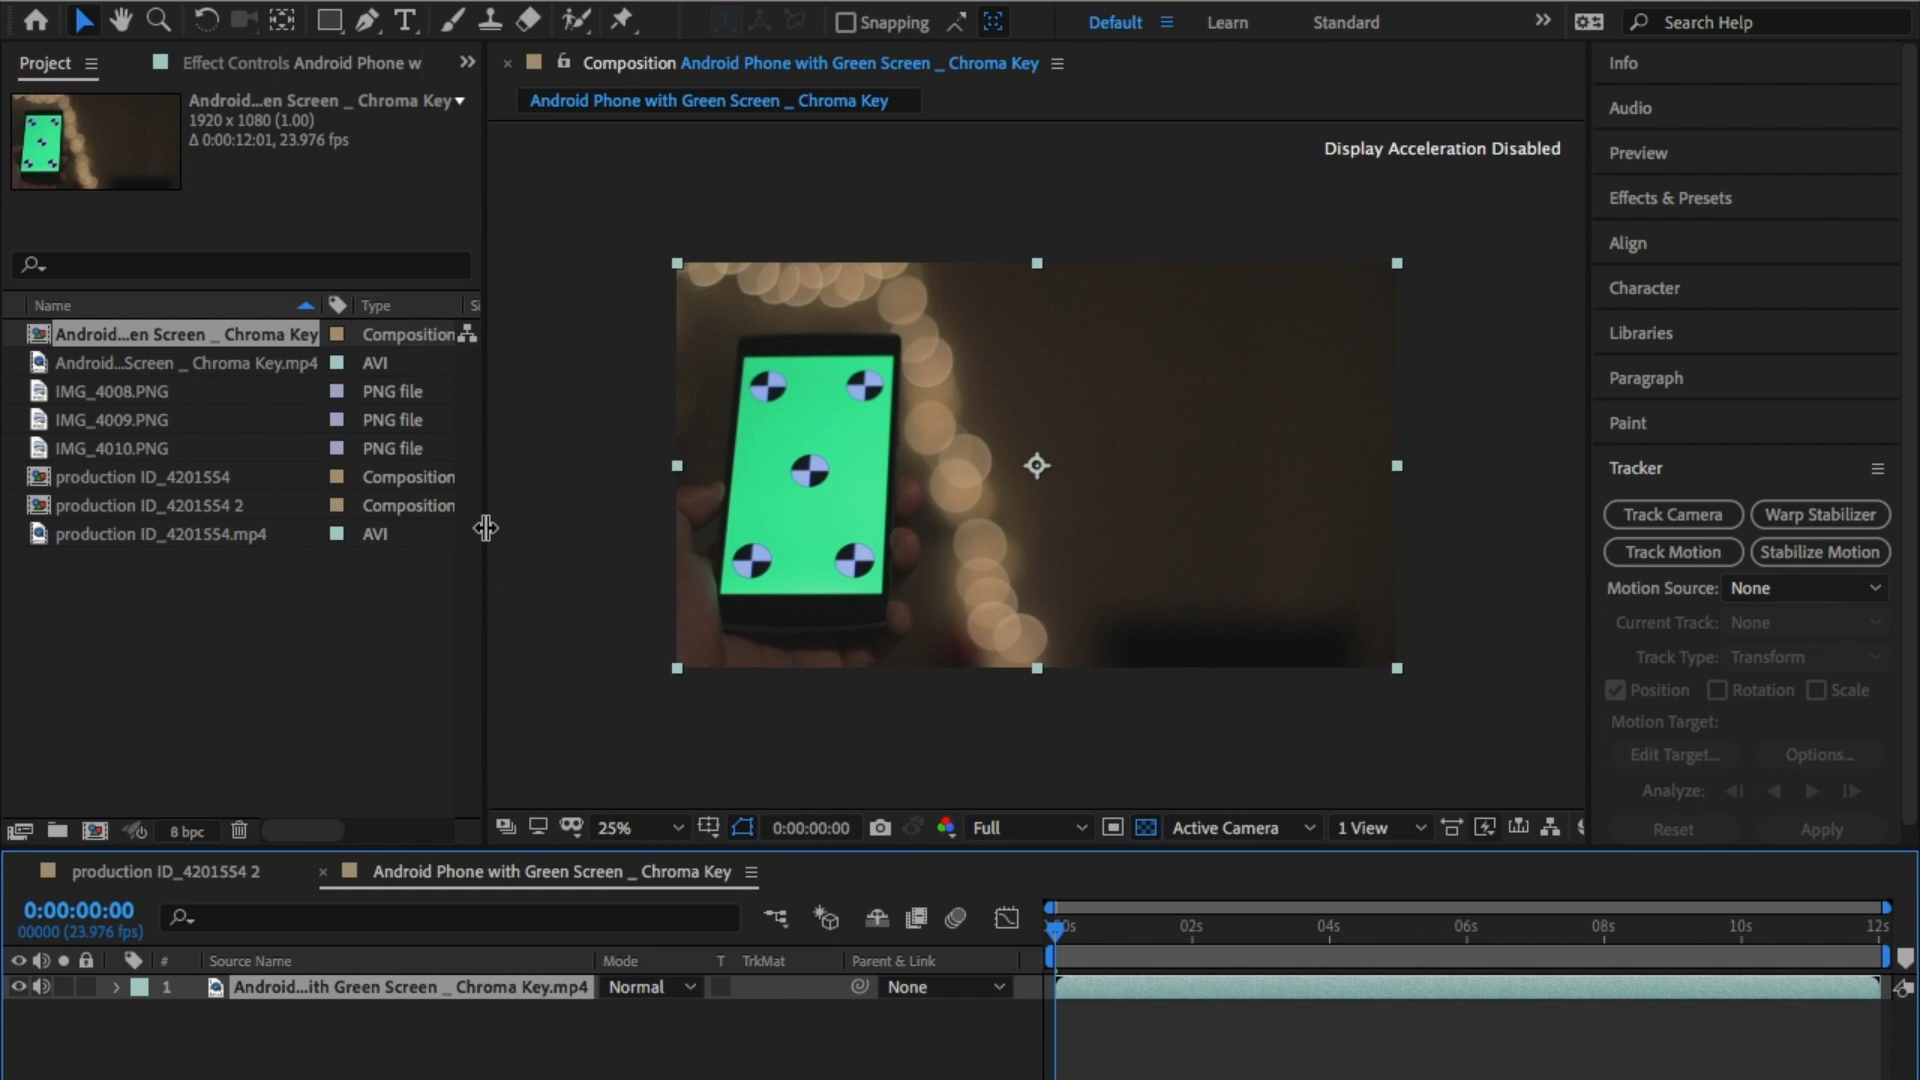 Snapping
Default
Learn
Standard
Search Help
Project
Effect Controls Android Phone w
Composition Android Phone with Green Screen _ Chroma Key
Info
Android...en Screen _ Chroma Key
1920 x 1080 (1.00)
Δ 0:00:12:01, 23.976 fps
Android Phone with Green Screen _ Chroma Key
Audio
Display Acceleration Disabled
Preview
Effects & Presets
Align
Character
Libraries
Paragraph
Paint
Name
Type
Si
Android...en Screen _ Chroma Key
Composition
Android...Screen _ Chroma Key.mp4
AVI
IMG_4008.PNG
PNG file
IMG_4009.PNG
PNG file
IMG_4010.PNG
PNG file
production ID_4201554
Composition
production ID_4201554 2
Composition
production ID_4201554.mp4
AVI
Tracker
Track Camera
Warp Stabilizer
Track Motion
Stabilize Motion
Motion Source: None
Current Track: None
Track Type: Transform
Position
Rotation
Scale
Motion Target:
Edit Target...
Options...
Analyze:
Reset
Apply
8 bpc
25%
0:00:00:00
Full
Active Camera
1 View
production ID_4201554 2
Android Phone with Green Screen _ Chroma Key
0:00:00:00
00000 (23.976 fps)
0s
02s
04s
06s
08s
10s
12s
#
Source Name
Mode
T
TrkMat
Parent & Link
1
Android...ith Green Screen _ Chroma Key.mp4
Normal
None